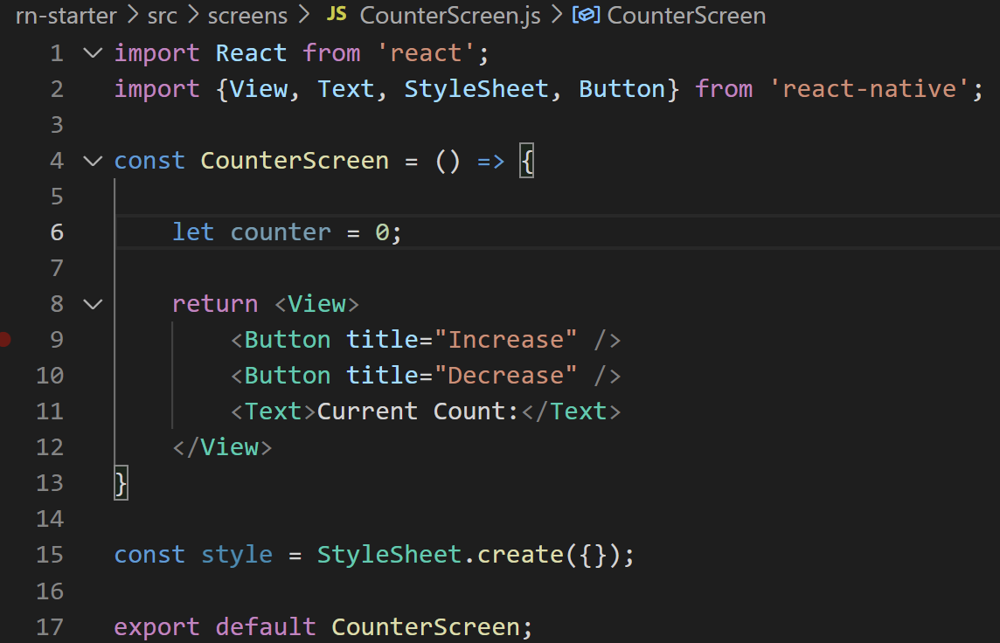 rn-starter > src > screens > JS CounterScreen.js > CounterScreen
1 import React from 'react';
2 import {View, Text, StyleSheet, Button} from 'react-native';
3
4 const CounterScreen = () => {
5
6     let counter = 0;
7
8     return <View>
9         <Button title="Increase" />
10         <Button title="Decrease" />
11         <Text>Current Count:</Text>
12     </View>
13 }
14
15 const style = StyleSheet.create({});
16
17 export default CounterScreen;